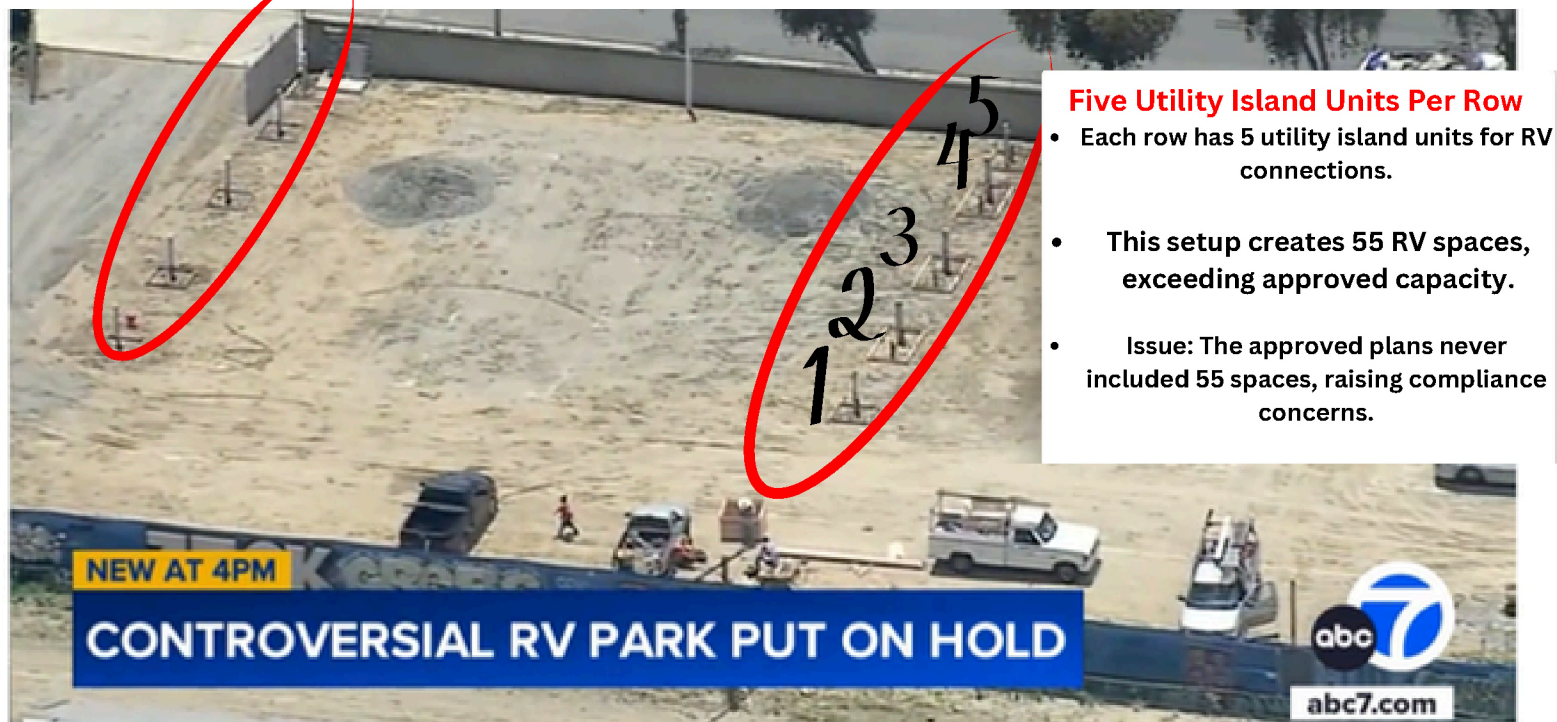 Five Utility Island Units Per Row
• Each row has 5 utility island units for RV
connections.
• This setup creates 55 RV spaces,
exceeding approved capacity.
• Issue: The approved plans never
included 55 spaces, raising compliance
concerns.
5
4
3
2
1
NEW AT 4PM
CONTROVERSIAL RV PARK PUT ON HOLD
abc 7
abc7.com